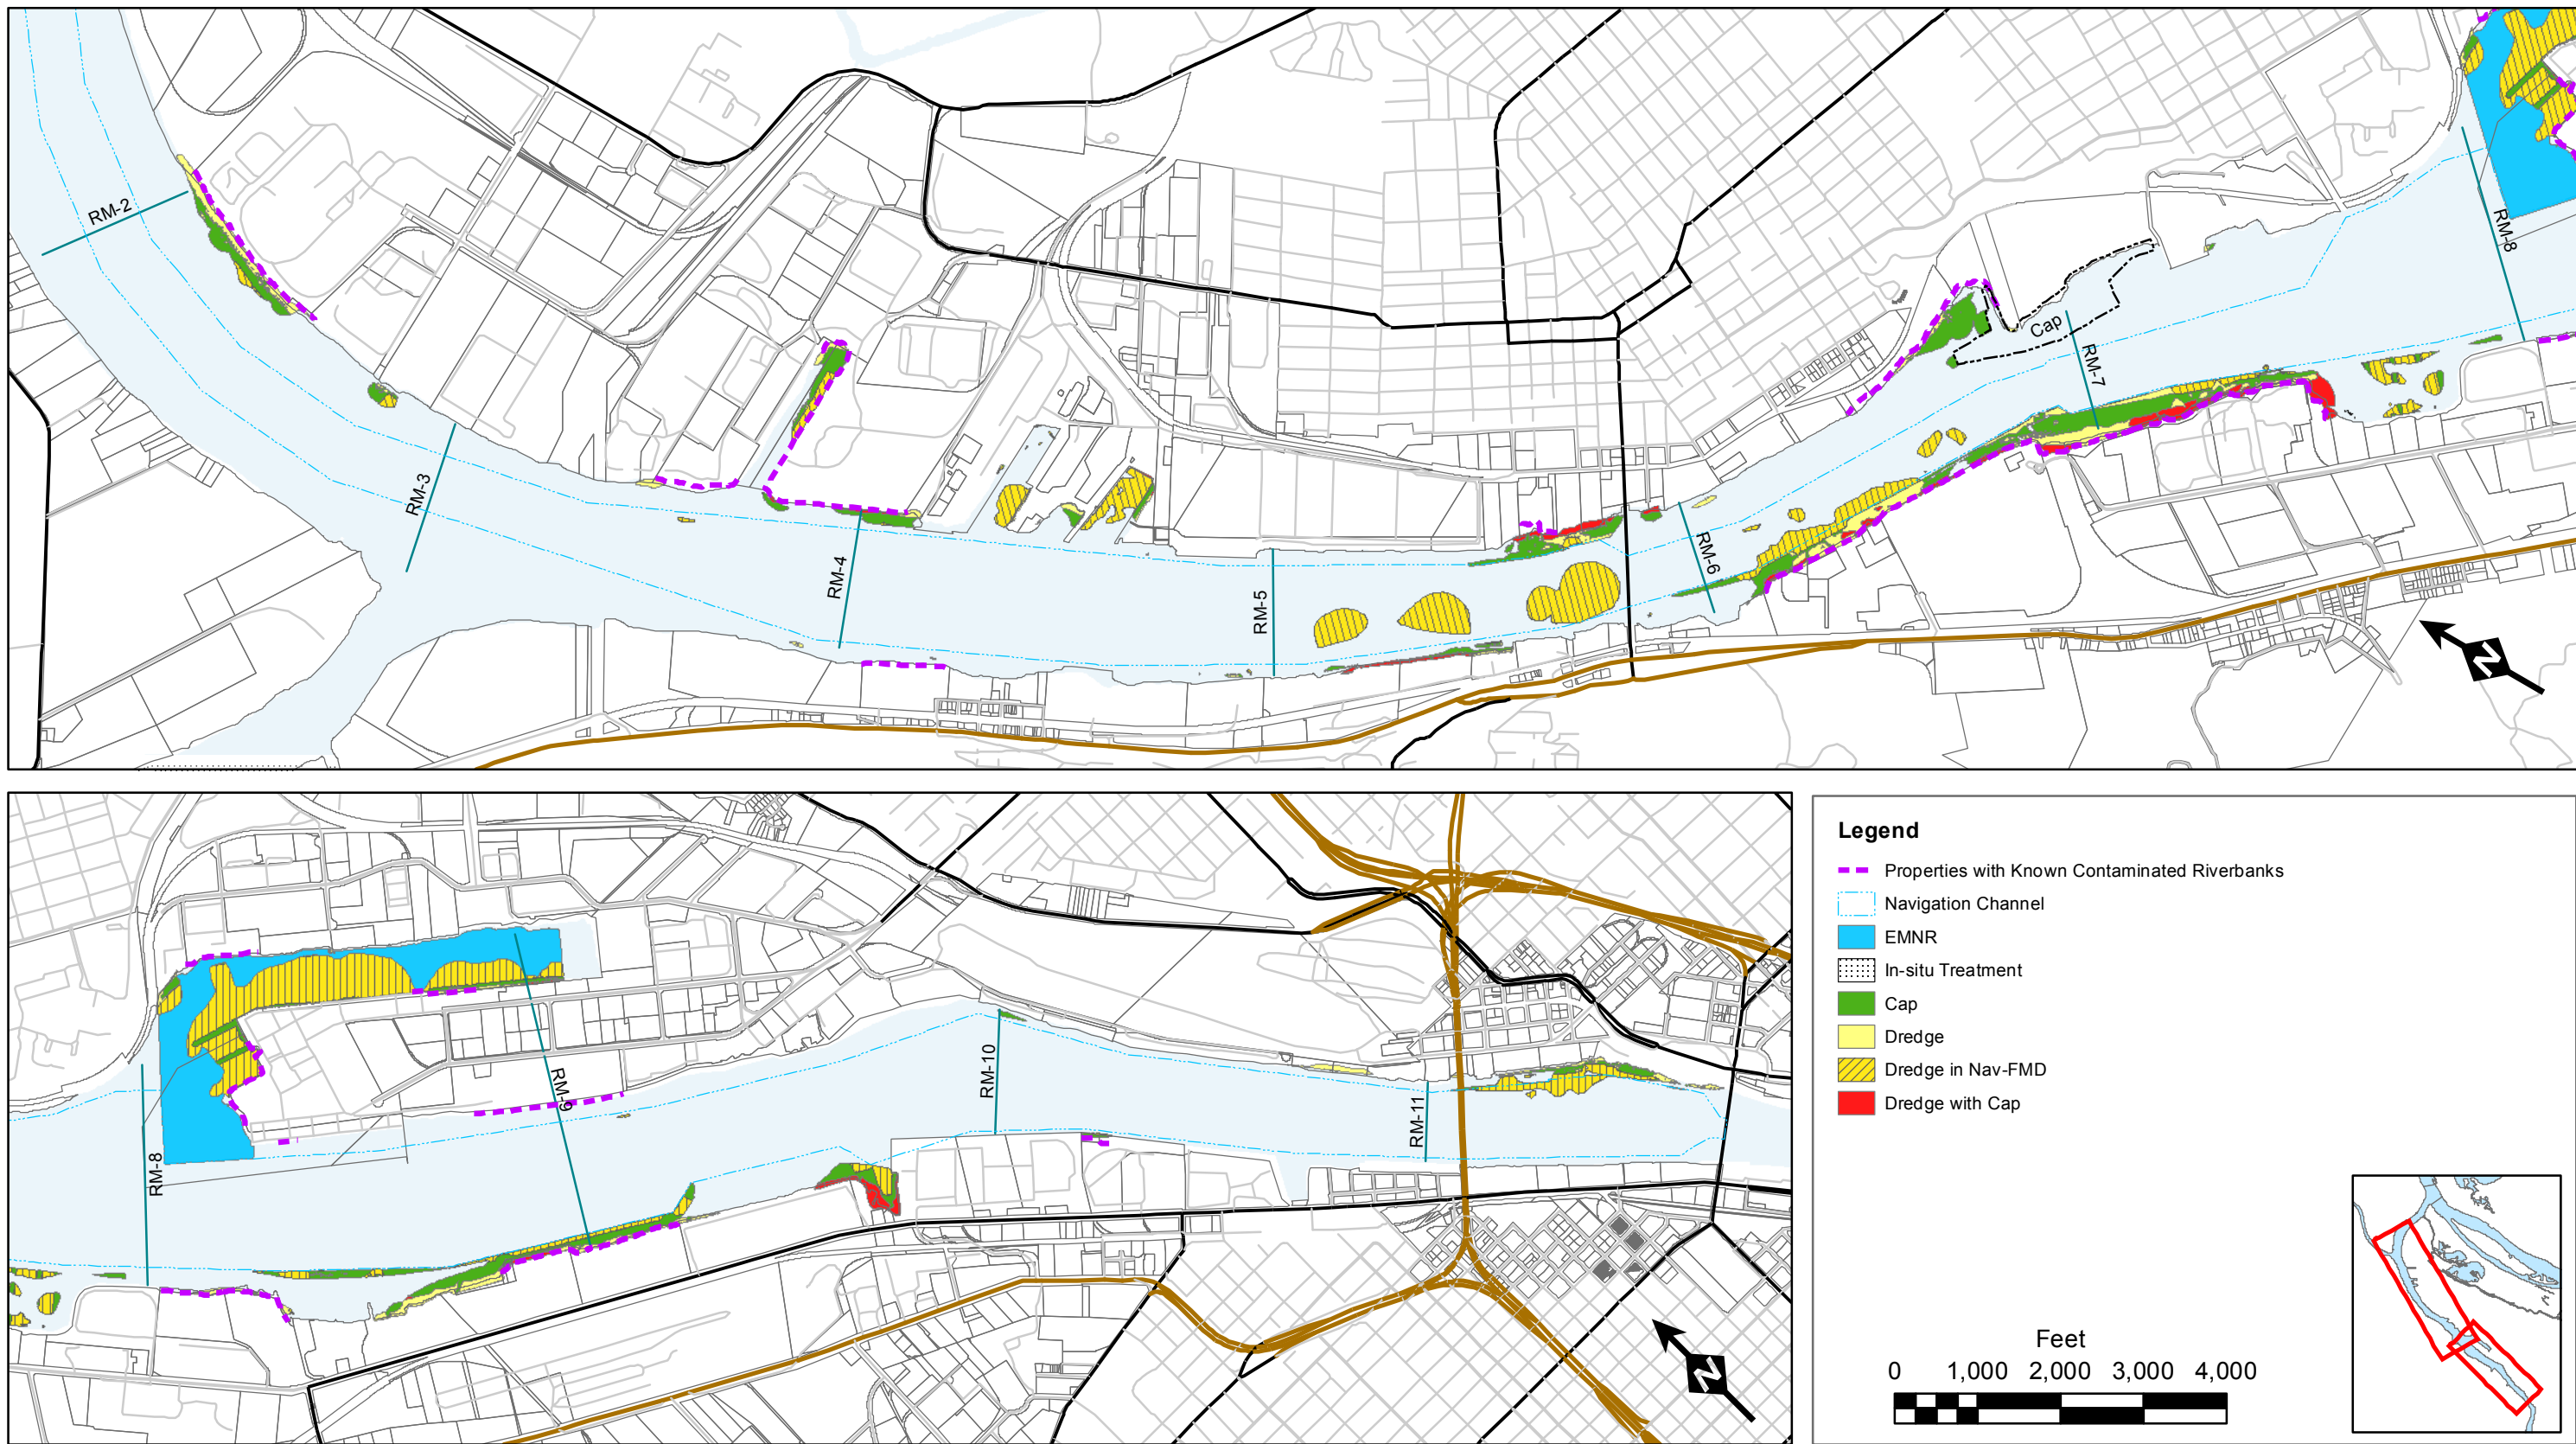 RM-2
RM-3
RM-4
RM-5
RM-6
RM-7
Cap
RM-8
N
RM-8
RM-9
RM-10
RM-11
N
Legend
Properties with Known Contaminated Riverbanks
Navigation Channel
EMNR
In-situ Treatment
Cap
Dredge
Dredge in Nav-FMD
Dredge with Cap
Feet
0 1,000 2,000 3,000 4,000